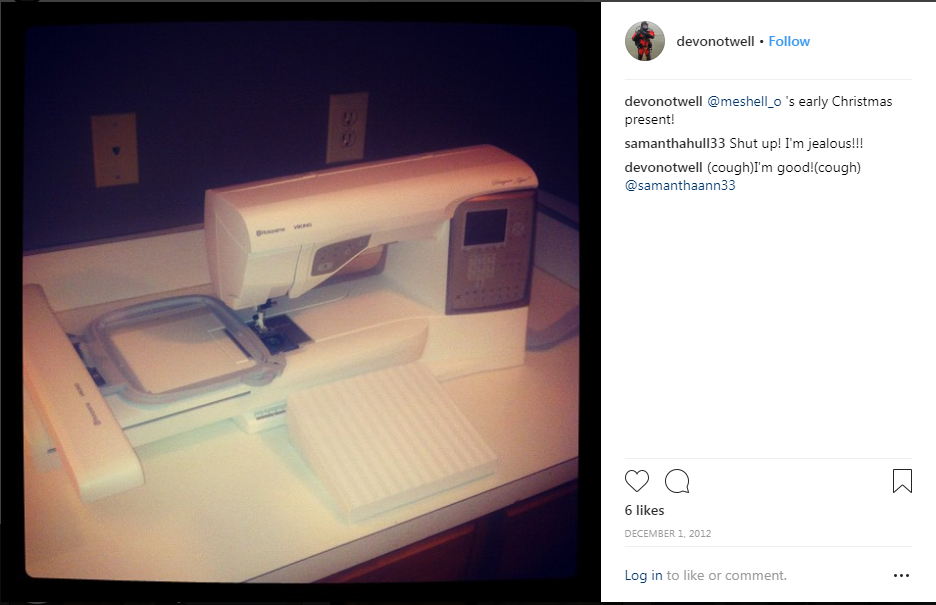 devonotwell • Follow
devonotwell @meshell_o 's early Christmas
present!
samanthahull33 Shut up! I'm jealous!!!
devonotwell (cough)I'm good!(cough)
@samanthaann33
Husqvarna VIKING
6 likes
DECEMBER 1, 2012
Log in to like or comment.